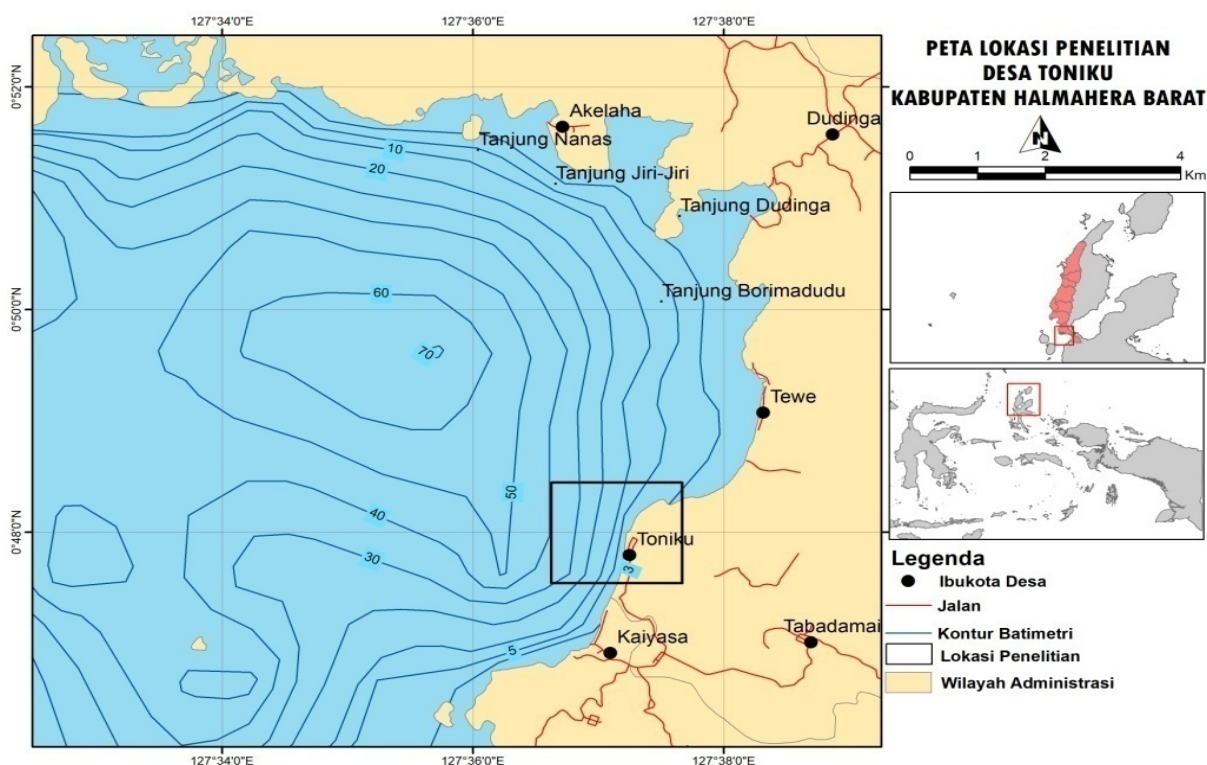 127°34'0"E
127°36'0"E
127°38'0"E
0°52'0"N
0°50'0"N
0°48'0"N
Akelaha
Tanjung Nanas
Tanjung Jiri-Jiri
Dudinga
Tanjung Dudinga
Tanjung Borimadudu
Tewe
Toniku
Kaiyasa
Tabadamai
10
20
60
70
50
40
30
3
5
127°34'0"E
127°36'0"E
127°38'0"E
PETA LOKASI PENELITIAN
DESA TONIKU
KABUPATEN HALMAHERA BARAT
N
0 1 2 4
Km
Legenda
Ibukota Desa
Jalan
Kontur Batimetri
Lokasi Penelitian
Wilayah Administrasi